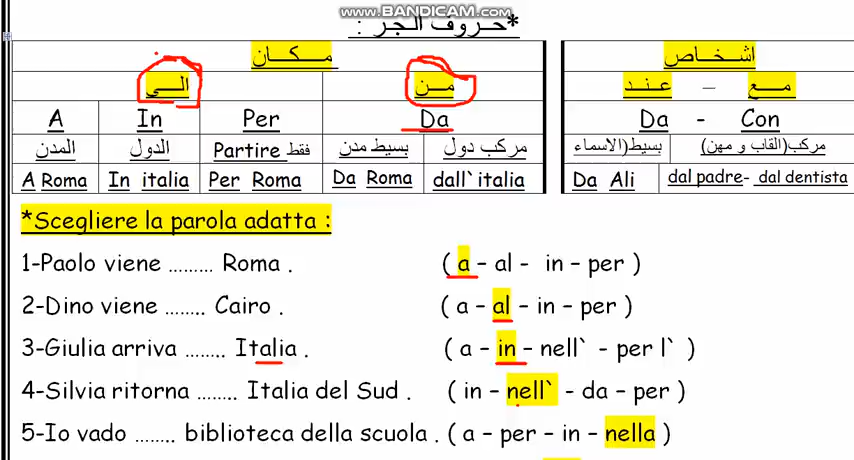 WWW.BANDICAM.COM
*حروف الجر :
اشخاص
مكان
مع – عند
من
الى
Da - Con
Da
Per
In
A
مركب(القاب و مهن)
بسيط(الاسماء
مركب دول
بسيط مدن
فقط Partire
الدول
المدن
A Roma
In italia
Per Roma
Da Roma
dall`italia
Da Ali
dal padre- dal dentista
*Scegliere la parola adatta :
1-Paolo viene ……… Roma . ( a – al - in – per )
2-Dino viene …….. Cairo . ( a – al – in – per )
3-Giulia arriva …….. Italia . ( a – in – nell` - per l` )
4-Silvia ritorna …….. Italia del Sud . ( in – nell` - da – per )
5-Io vado …….. biblioteca della scuola . ( a – per – in – nella )